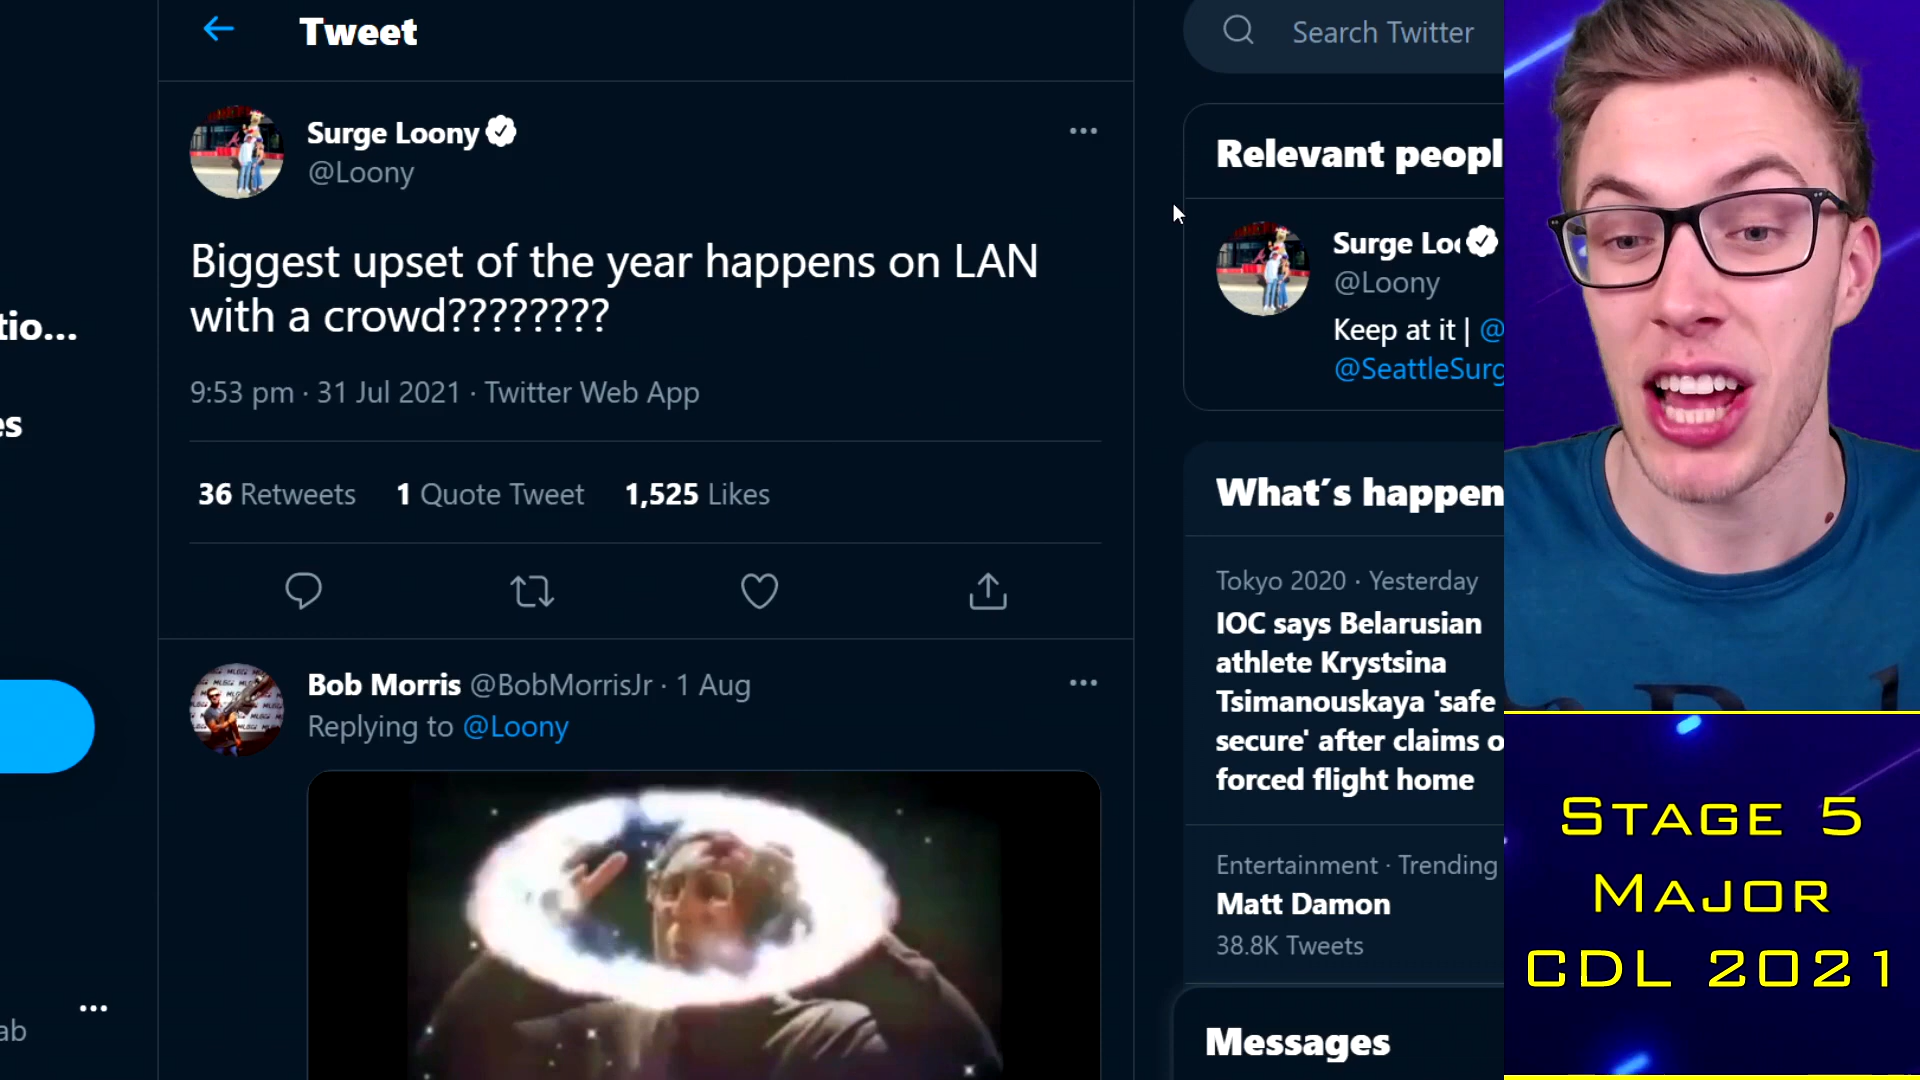 Tweet
Search Twitter
Surge Loony
@Loony
Biggest upset of the year happens on LAN
with a crowd????????
9:53 pm · 31 Jul 2021 · Twitter Web App
36 Retweets 1 Quote Tweet 1,525 Likes
Bob Morris @BobMorrisJr · 1 Aug
Replying to @Loony
tio...
es
ab
Relevant peopl
Surge Loo
@Loony
Keep at it | @
@SeattleSurg
What's happen
Tokyo 2020 · Yesterday
IOC says Belarusian
athlete Krystsina
Tsimanouskaya 'safe
secure' after claims o
forced flight home
Entertainment · Trending
Matt Damon
38.8K Tweets
Messages
Stage 5
Major
CDL 2021